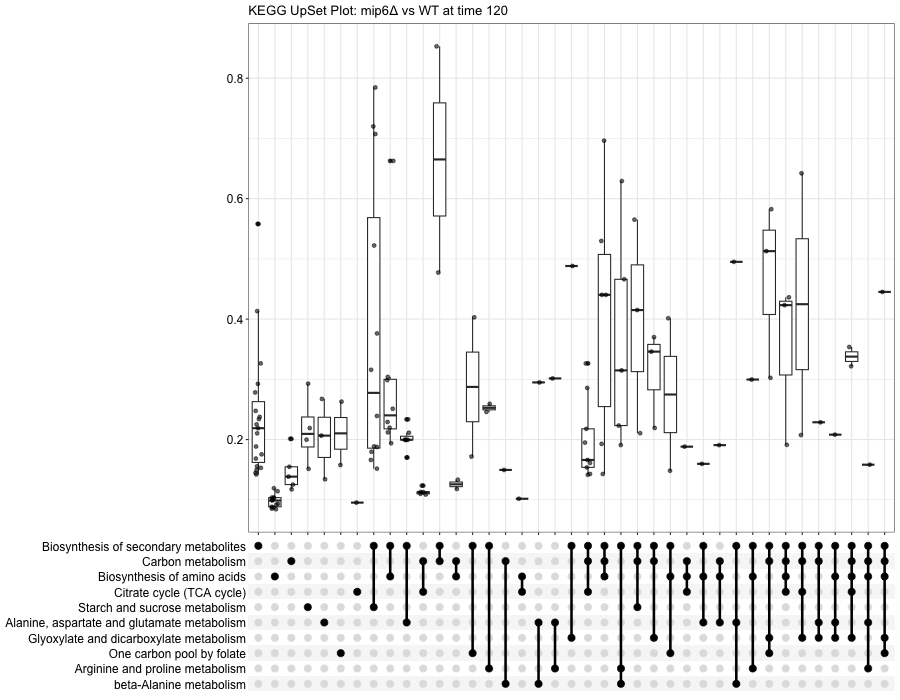 KEGG UpSet Plot: mip6Δ vs WT at time 120
0.8
0.6
0.4
0.2
Biosynthesis of secondary metabolites
Carbon metabolism
Biosynthesis of amino acids
Citrate cycle (TCA cycle)
Starch and sucrose metabolism
Alanine, aspartate and glutamate metabolism
Glyoxylate and dicarboxylate metabolism
One carbon pool by folate
Arginine and proline metabolism
beta-Alanine metabolism